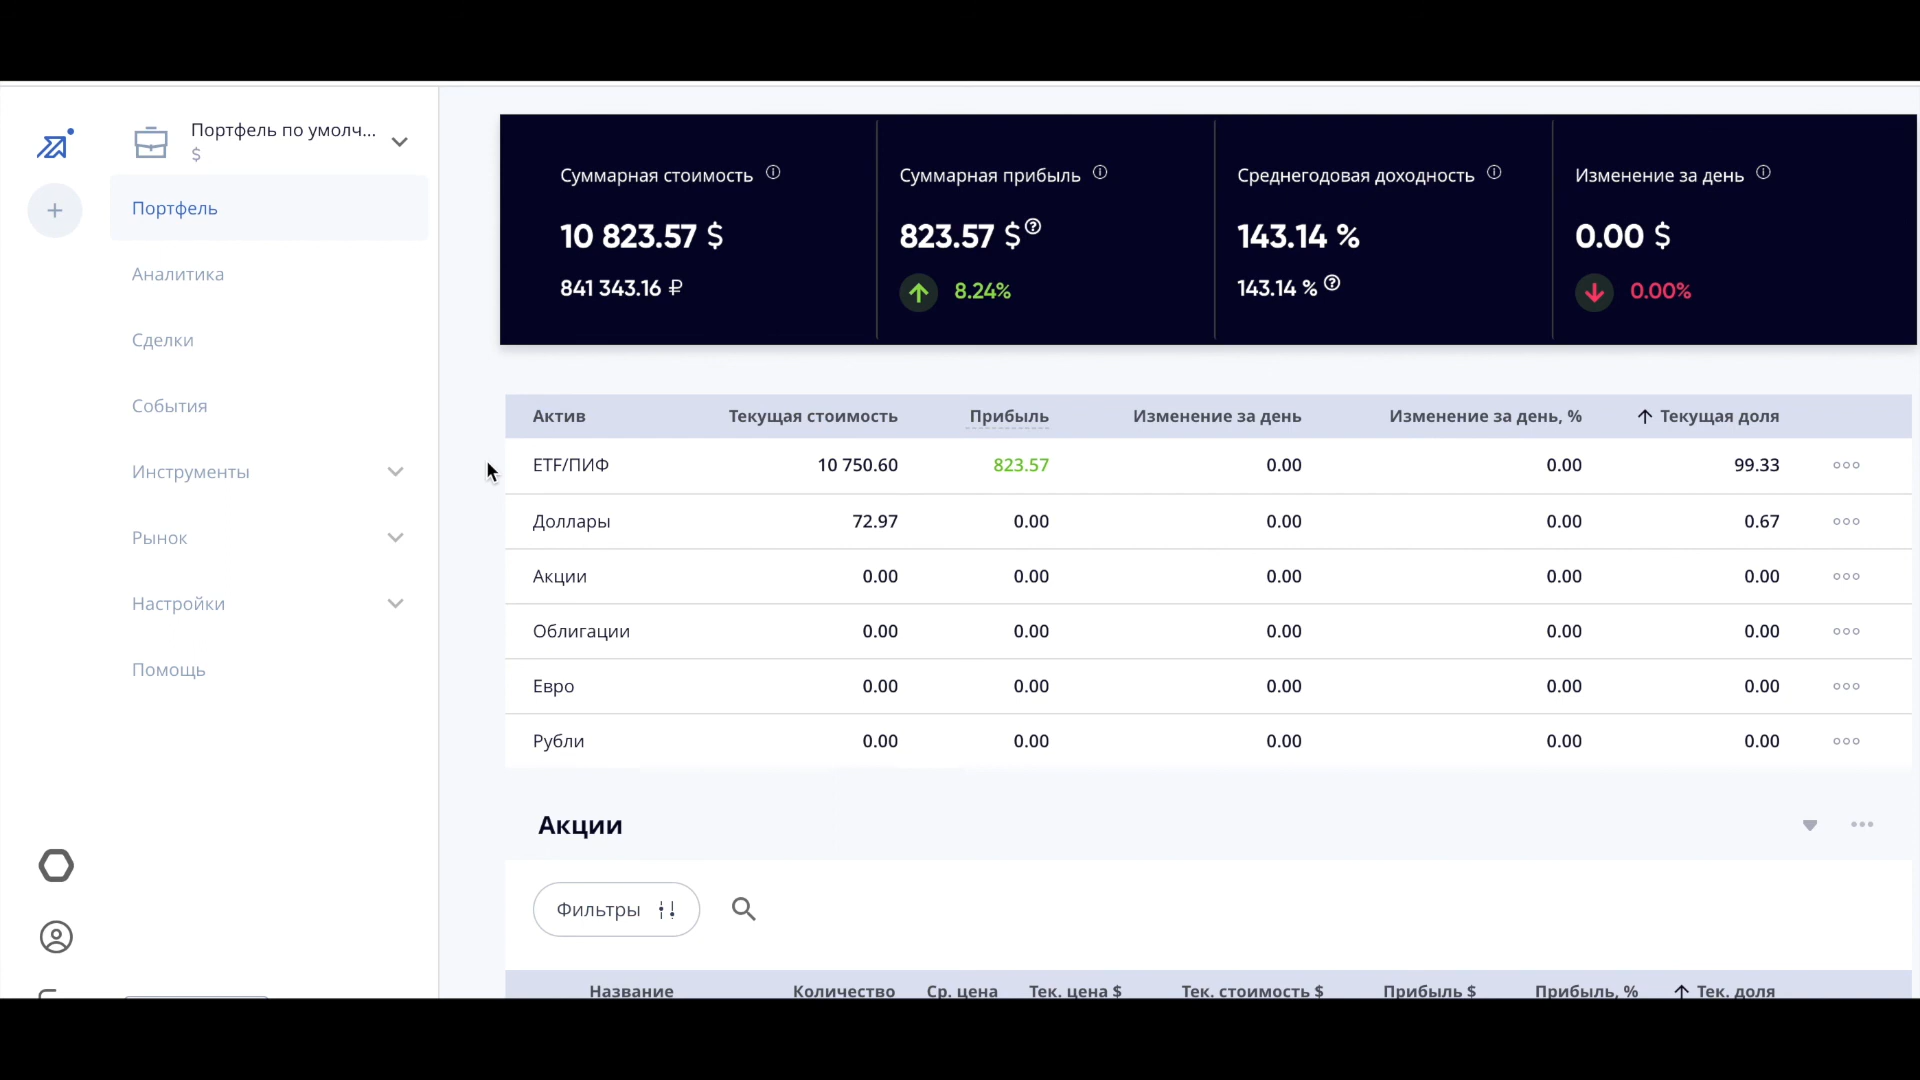 Портфель по умолч...
$
Портфель
Аналитика
Сделки
События
Инструменты
Рынок
Настройки
Помощь
Суммарная стоимость
10 823.57 $
841 343.16 ₽
Суммарная прибыль
823.57 $
8.24%
Среднегодовая доходность
143.14 %
143.14 %
Изменение за день
0.00 $
0.00%
Актив Текущая стоимость Прибыль Изменение за день Изменение за день, % Текущая доля
ETF/ПИФ 10 750.60 823.57 0.00 0.00 99.33
Доллары 72.97 0.00 0.00 0.00 0.67
Акции 0.00 0.00 0.00 0.00 0.00
Облигации 0.00 0.00 0.00 0.00 0.00
Евро 0.00 0.00 0.00 0.00 0.00
Рубли 0.00 0.00 0.00 0.00 0.00
Акции
Фильтры
Название Количество Ср. цена Тек. цена $ Тек. стоимость $ Прибыль $ Прибыль, % Тек. доля